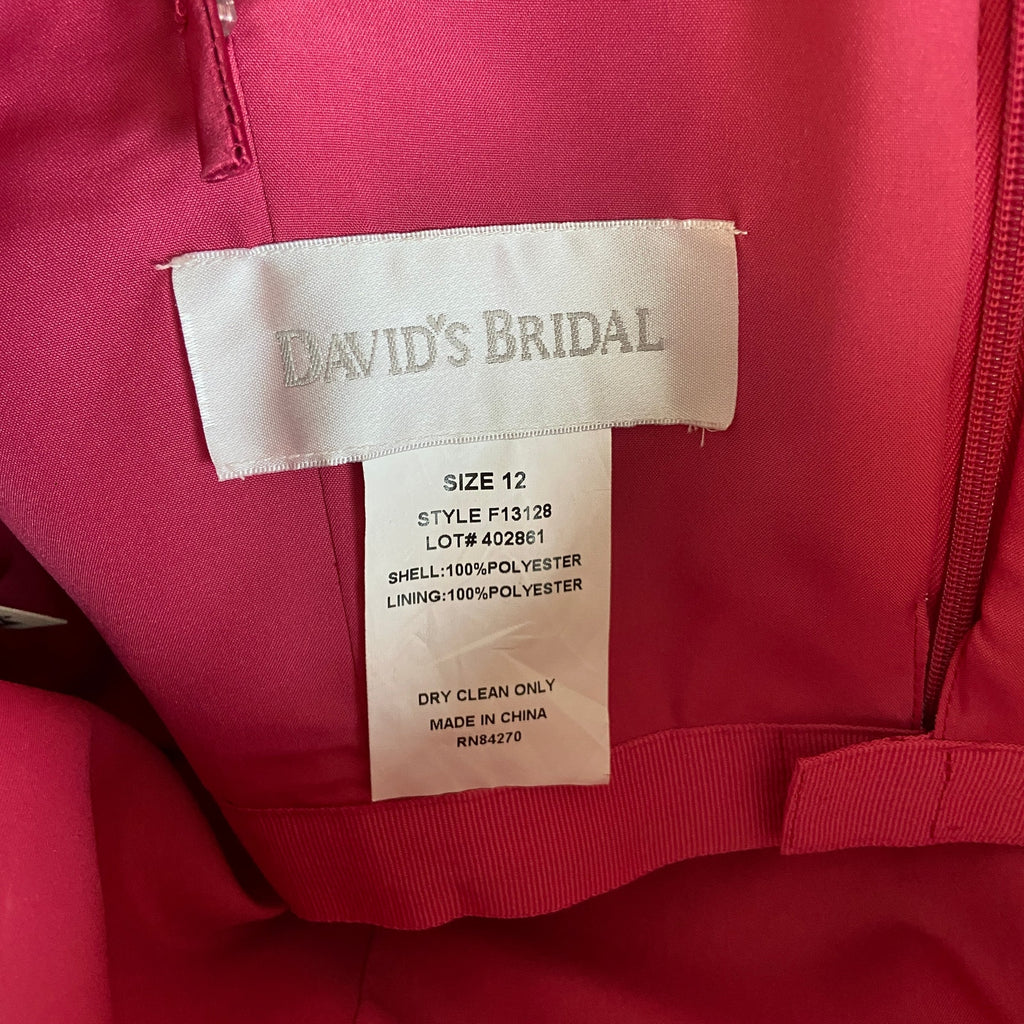 DAVID'S BRIDAL
SIZE 12
STYLE F13128
LOT# 402861
SHELL:100%POLYESTER
LINING:100%POLYESTER
DRY CLEAN ONLY
MADE IN CHINA
RN84270